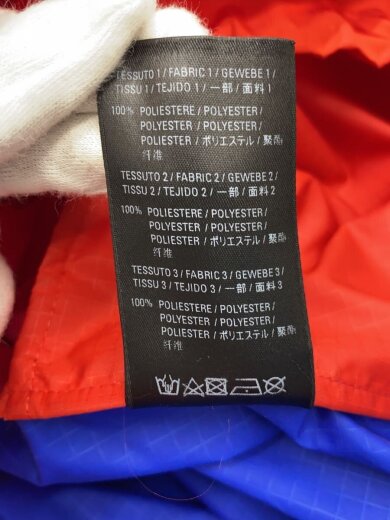 TESSUTO 1 / FABRIC 1 / GEWEBE 1 /
TISSU 1 / TEJIDO 1 / 一部 / 面料 1
100% POLIESTERE / POLYESTER /
POLYESTER / POLYESTER /
POLIESTER / ポリエステル / 聚酯
纤维
TESSUTO 2 / FABRIC 2 / GEWEBE 2 /
TISSU 2 / TEJIDO 2 / 一部 / 面料 2
100% POLIESTERE / POLYESTER /
POLYESTER / POLYESTER /
POLIESTER / ポリエステル / 聚酯
纤维
TESSUTO 3 / FABRIC 3 / GEWEBE 3 /
TISSU 3 / TEJIDO 3 / 一部 / 面料 3
100% POLIESTERE / POLYESTER /
POLYESTER / POLYESTER /
POLIESTER / ポリエステル / 聚酯
纤维